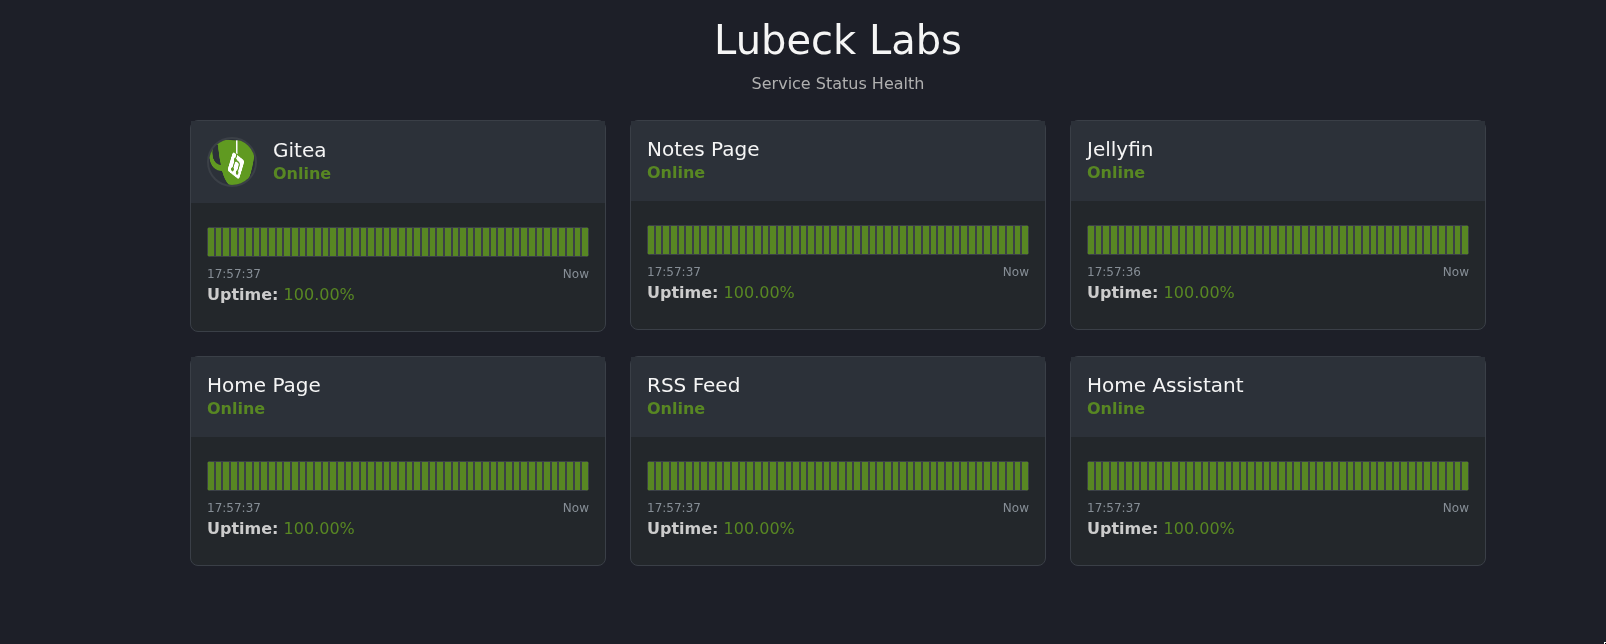 Lubeck Labs
Service Status Health
Gitea
Online
17:57:37 Now
Uptime: 100.00%
Notes Page
Online
17:57:37 Now
Uptime: 100.00%
Jellyfin
Online
17:57:36 Now
Uptime: 100.00%
Home Page
Online
17:57:37 Now
Uptime: 100.00%
RSS Feed
Online
17:57:37 Now
Uptime: 100.00%
Home Assistant
Online
17:57:37 Now
Uptime: 100.00%